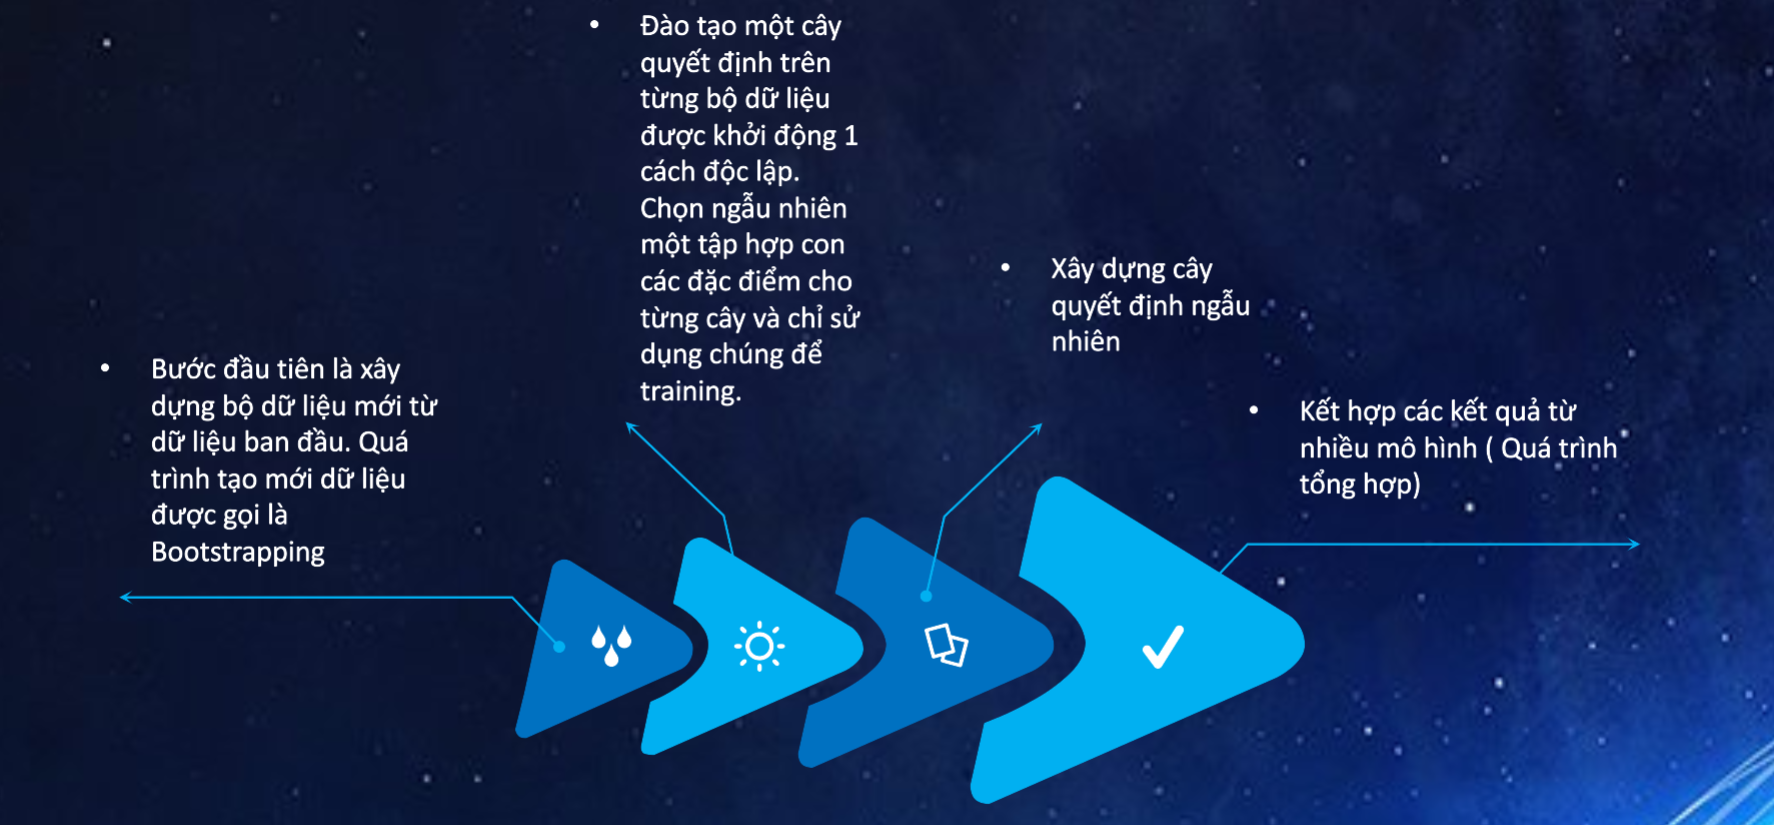 • Bước đầu tiên là xây
dựng bộ dữ liệu mới từ
dữ liệu ban đầu. Quá
trình tạo mới dữ liệu
được gọi là
Bootstrapping
• Đào tạo một cây
quyết định trên
từng bộ dữ liệu
được khởi động 1
cách độc lập.
Chọn ngẫu nhiên
một tập hợp con
các đặc điểm cho
từng cây và chỉ sử
dụng chúng để
training.
• Xây dựng cây
quyết định ngẫu
nhiên
• Kết hợp các kết quả từ
nhiều mô hình ( Quá trình
tổng hợp)